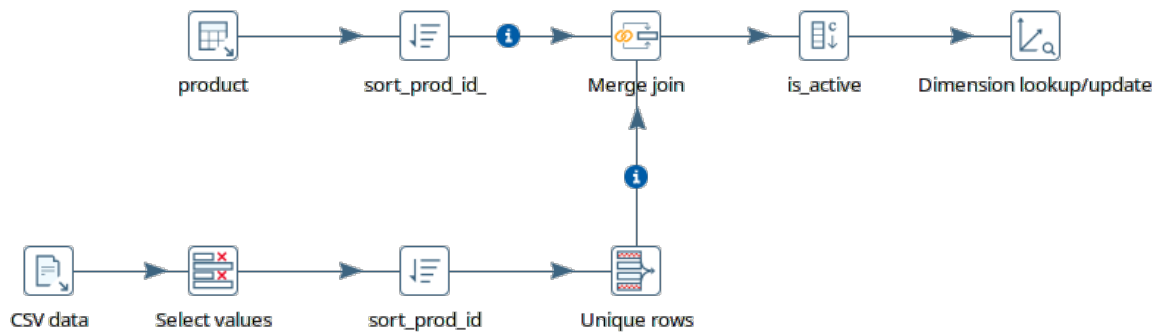 product
sort_prod_id_
Merge join
is_active
Dimension lookup/update
CSV data
Select values
sort_prod_id
Unique rows